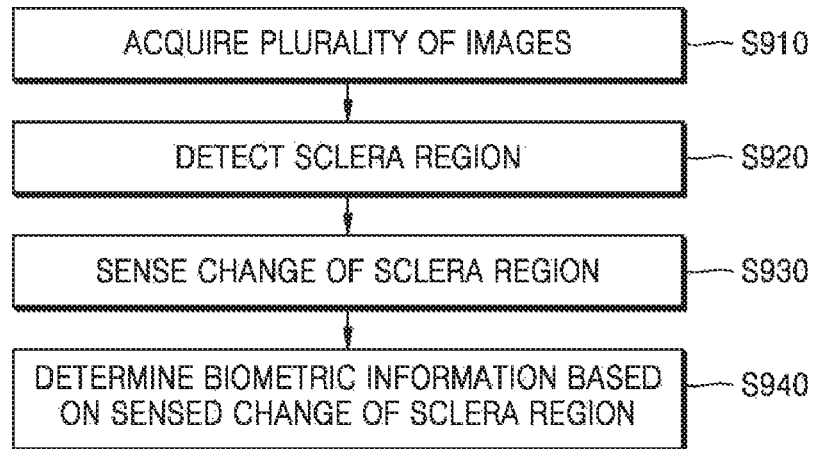 ACQUIRE PLURALITY OF IMAGES
S910
DETECT SCLERA REGION
S920
SENSE CHANGE OF SCLERA REGION
S930
DETERMINE BIOMETRIC INFORMATION BASED
ON SENSED CHANGE OF SCLERA REGION
S940